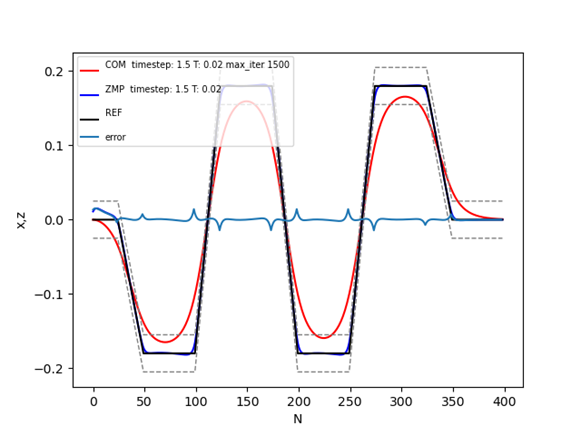 COM  timestep: 1.5 T: 0.02 max_iter 1500
ZMP  timestep: 1.5 T: 0.02
REF
error
0.2
0.1
0.0
−0.1
−0.2
x,z
0 50 100 150 200 250 300 350 400
N